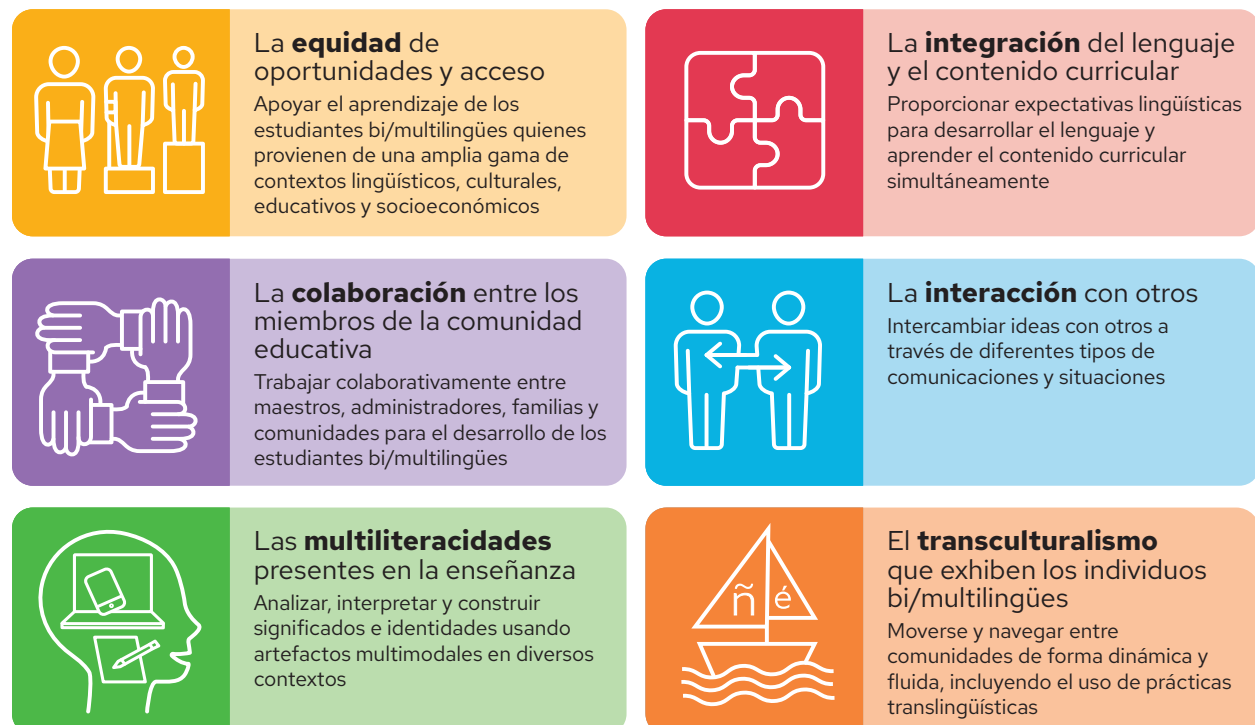 La equidad de
oportunidades y acceso
Apoyar el aprendizaje de los
estudiantes bi/multilingües quienes
provienen de una amplia gama de
contextos lingüísticos, culturales,
educativos y socioeconómicos
La integración del lenguaje
y el contenido curricular
Proporcionar expectativas lingüísticas
para desarrollar el lenguaje y
aprender el contenido curricular
simultáneamente
La colaboración entre los
miembros de la comunidad
educativa
Trabajar colaborativamente entre
maestros, administradores, familias y
comunidades para el desarrollo de los
estudiantes bi/multilingües
La interacción con otros
Intercambiar ideas con otros a
través de diferentes tipos de
comunicaciones y situaciones
Las multiliteracidades
presentes en la enseñanza
Analizar, interpretar y construir
significados e identidades usando
artefactos multimodales en diversos
contextos
ñ é
El transculturalismo
que exhiben los individuos
bi/multilingües
Moverse y navegar entre
comunidades de forma dinámica y
fluida, incluyendo el uso de prácticas
translingüísticas